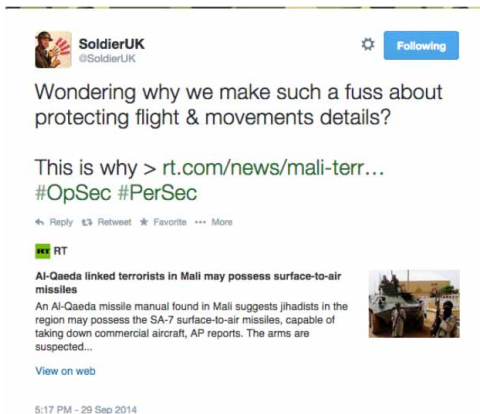 SoldierUK
@SoldierUK
Following
Wondering why we make such a fuss about
protecting flight & movements details?
This is why > rt.com/news/mali-terr...
#OpSec #PerSec
Reply Retweet Favorite ••• More
RT RT
Al-Qaeda linked terrorists in Mali may possess surface-to-air
missiles
An Al-Qaeda missile manual found in Mali suggests jihadists in the
region may possess the SA-7 surface-to-air missiles, capable of
taking down commercial aircraft, AP reports. The arms are
suspected...
View on web
5:17 PM - 29 Sep 2014